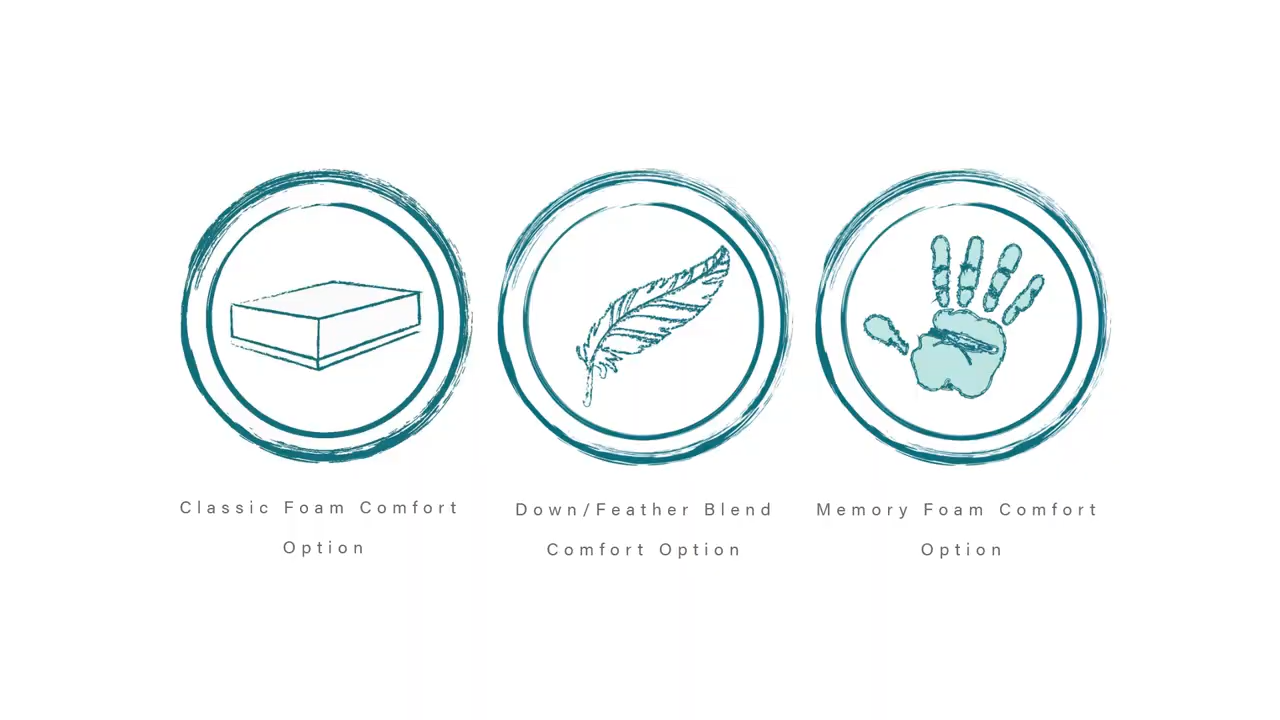 Classic Foam Comfort
Option
Down/Feather Blend
Comfort Option
Memory Foam Comfort
Option